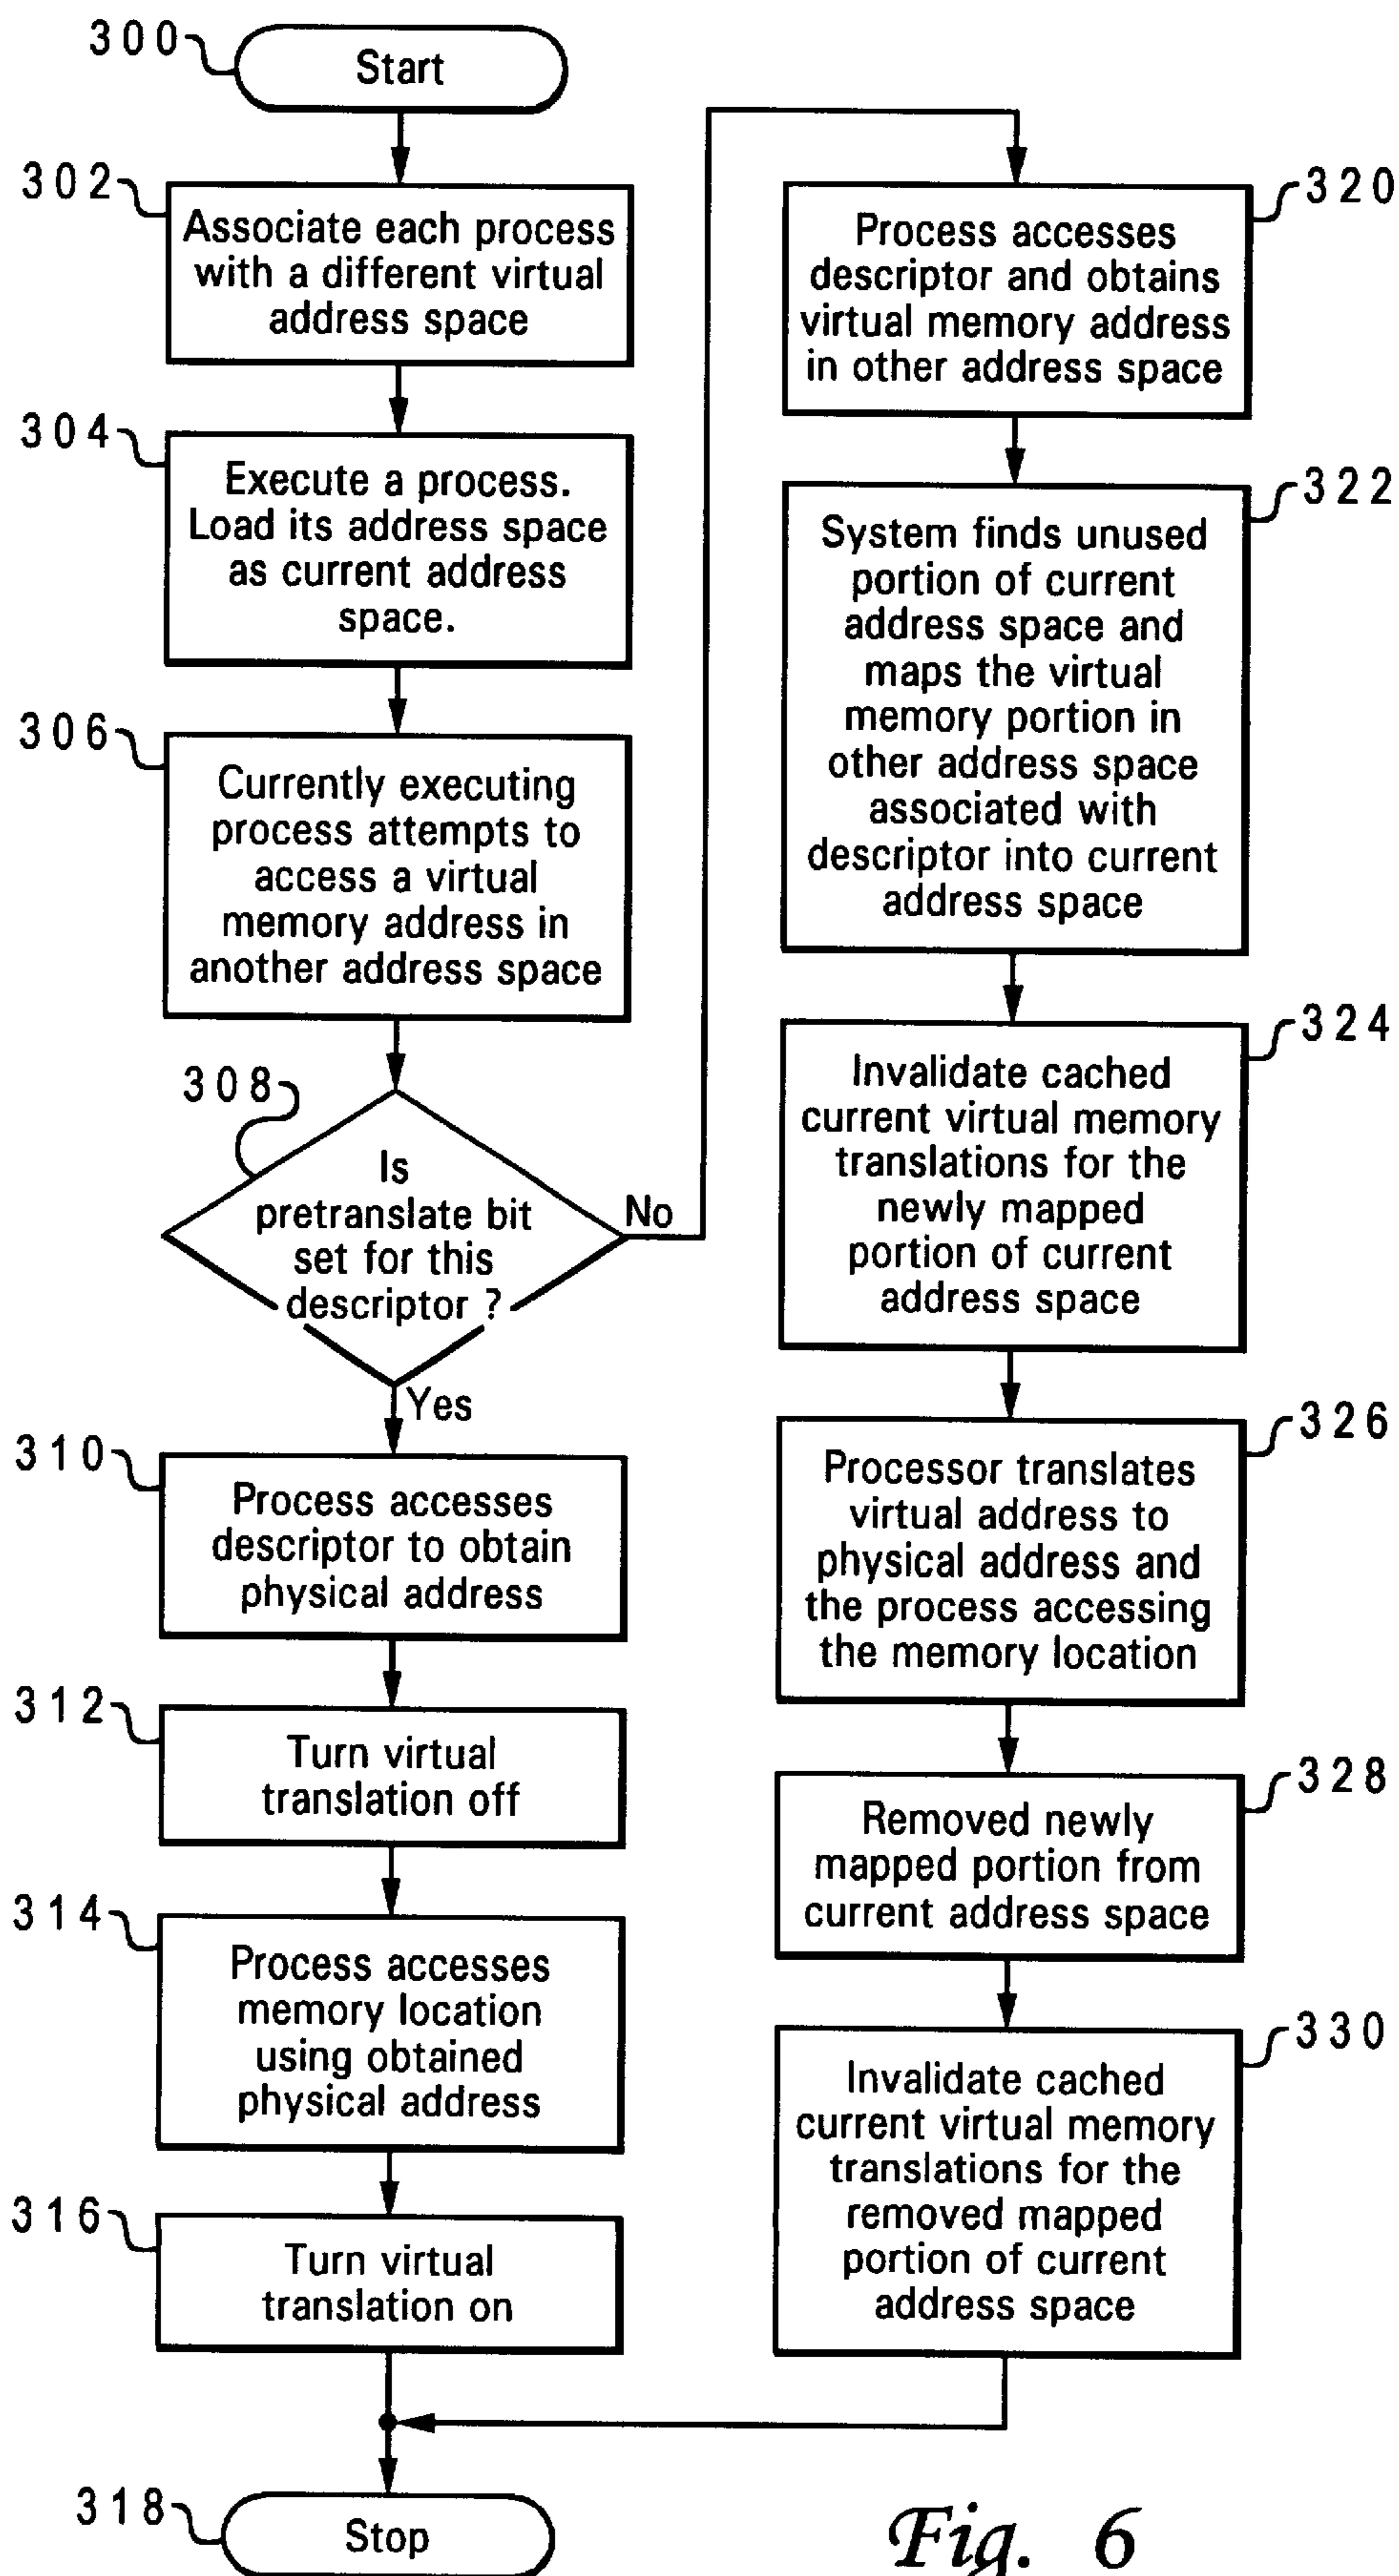 300
Start
302
Associate each process
with a different virtual
address space
304
Execute a process.
Load its address space
as current address
space.
306
Currently executing
process attempts to
access a virtual
memory address in
another address space
308
Is
pretranslate bit
set for this
descriptor ?
No
Yes
310
Process accesses
descriptor to obtain
physical address
312
Turn virtual
translation off
314
Process accesses
memory location
using obtained
physical address
316
Turn virtual
translation on
318
Stop
320
Process accesses
descriptor and obtains
virtual memory address
in other address space
322
System finds unused
portion of current
address space and
maps the virtual
memory portion in
other address space
associated with
descriptor into current
address space
324
Invalidate cached
current virtual memory
translations for the
newly mapped
portion of current
address space
326
Processor translates
virtual address to
physical address and
the process accessing
the memory location
328
Removed newly
mapped portion from
current address space
330
Invalidate cached
current virtual memory
translations for the
removed mapped
portion of current
address space
Fig. 6